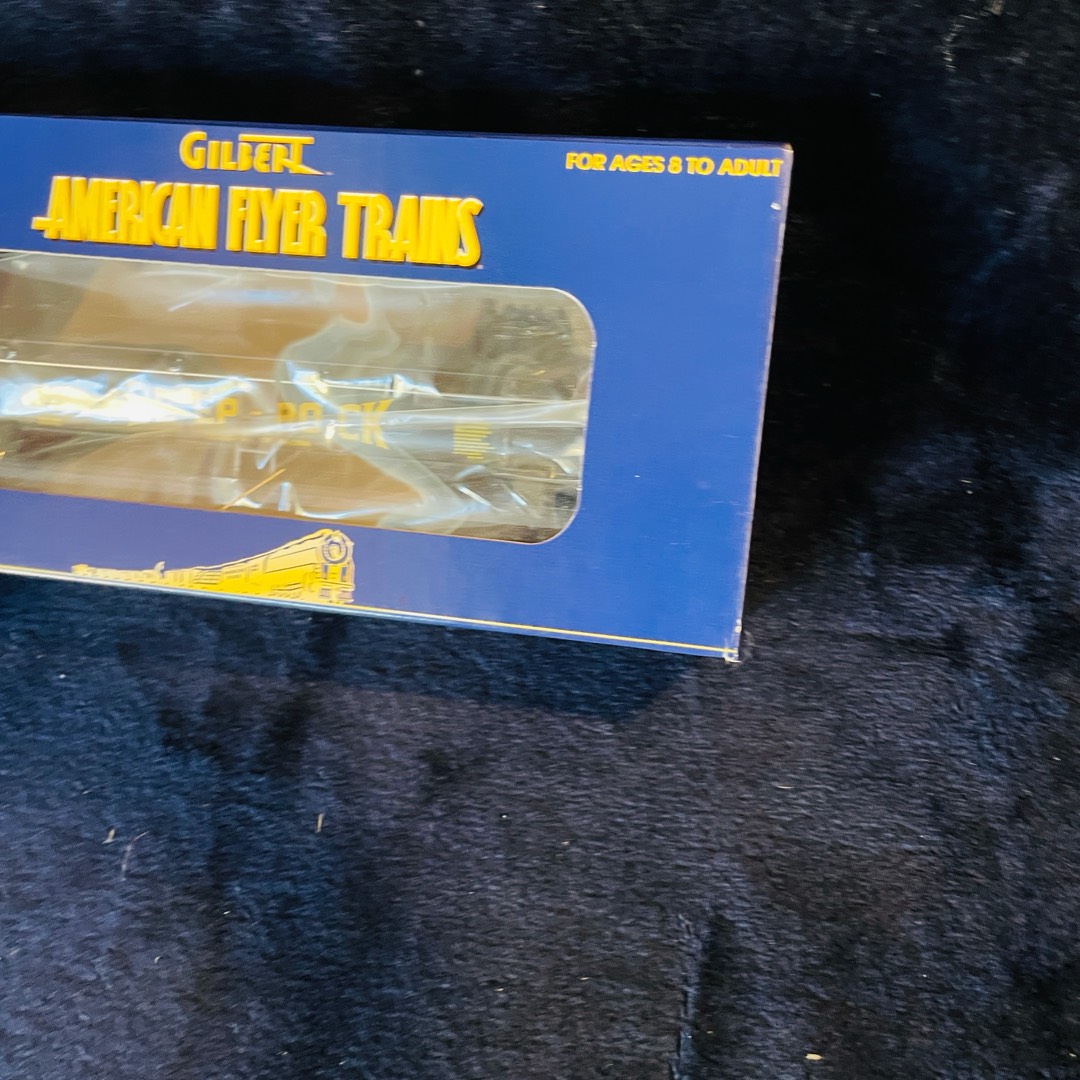 GILBERT
FOR AGES 8 TO ADULT
AMERICAN FLYER TRAINS